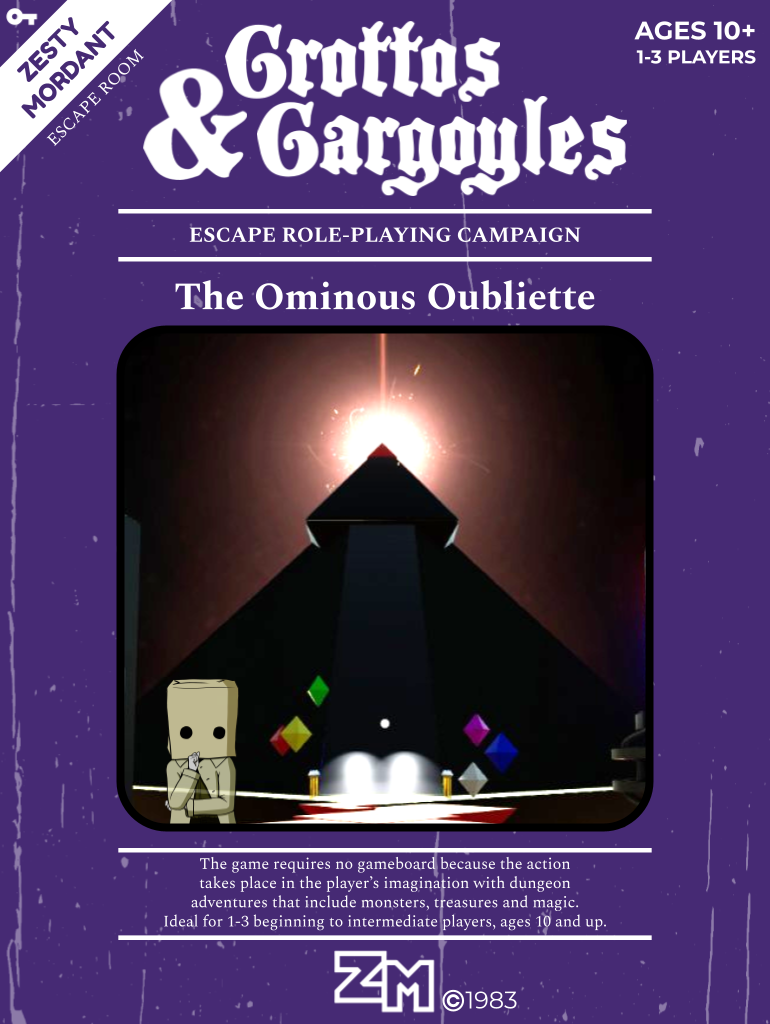 ZESTY
MORDANT
ESCAPE ROOM
AGES 10+
1-3 PLAYERS
Grottos
& Gargoyles
ESCAPE ROLE-PLAYING CAMPAIGN
The Ominous Oubliette
The game requires no gameboard because the action
takes place in the player's imagination with dungeon
adventures that include monsters, treasures and magic.
Ideal for 1-3 beginning to intermediate players, ages 10 and up.
ZM ©1983